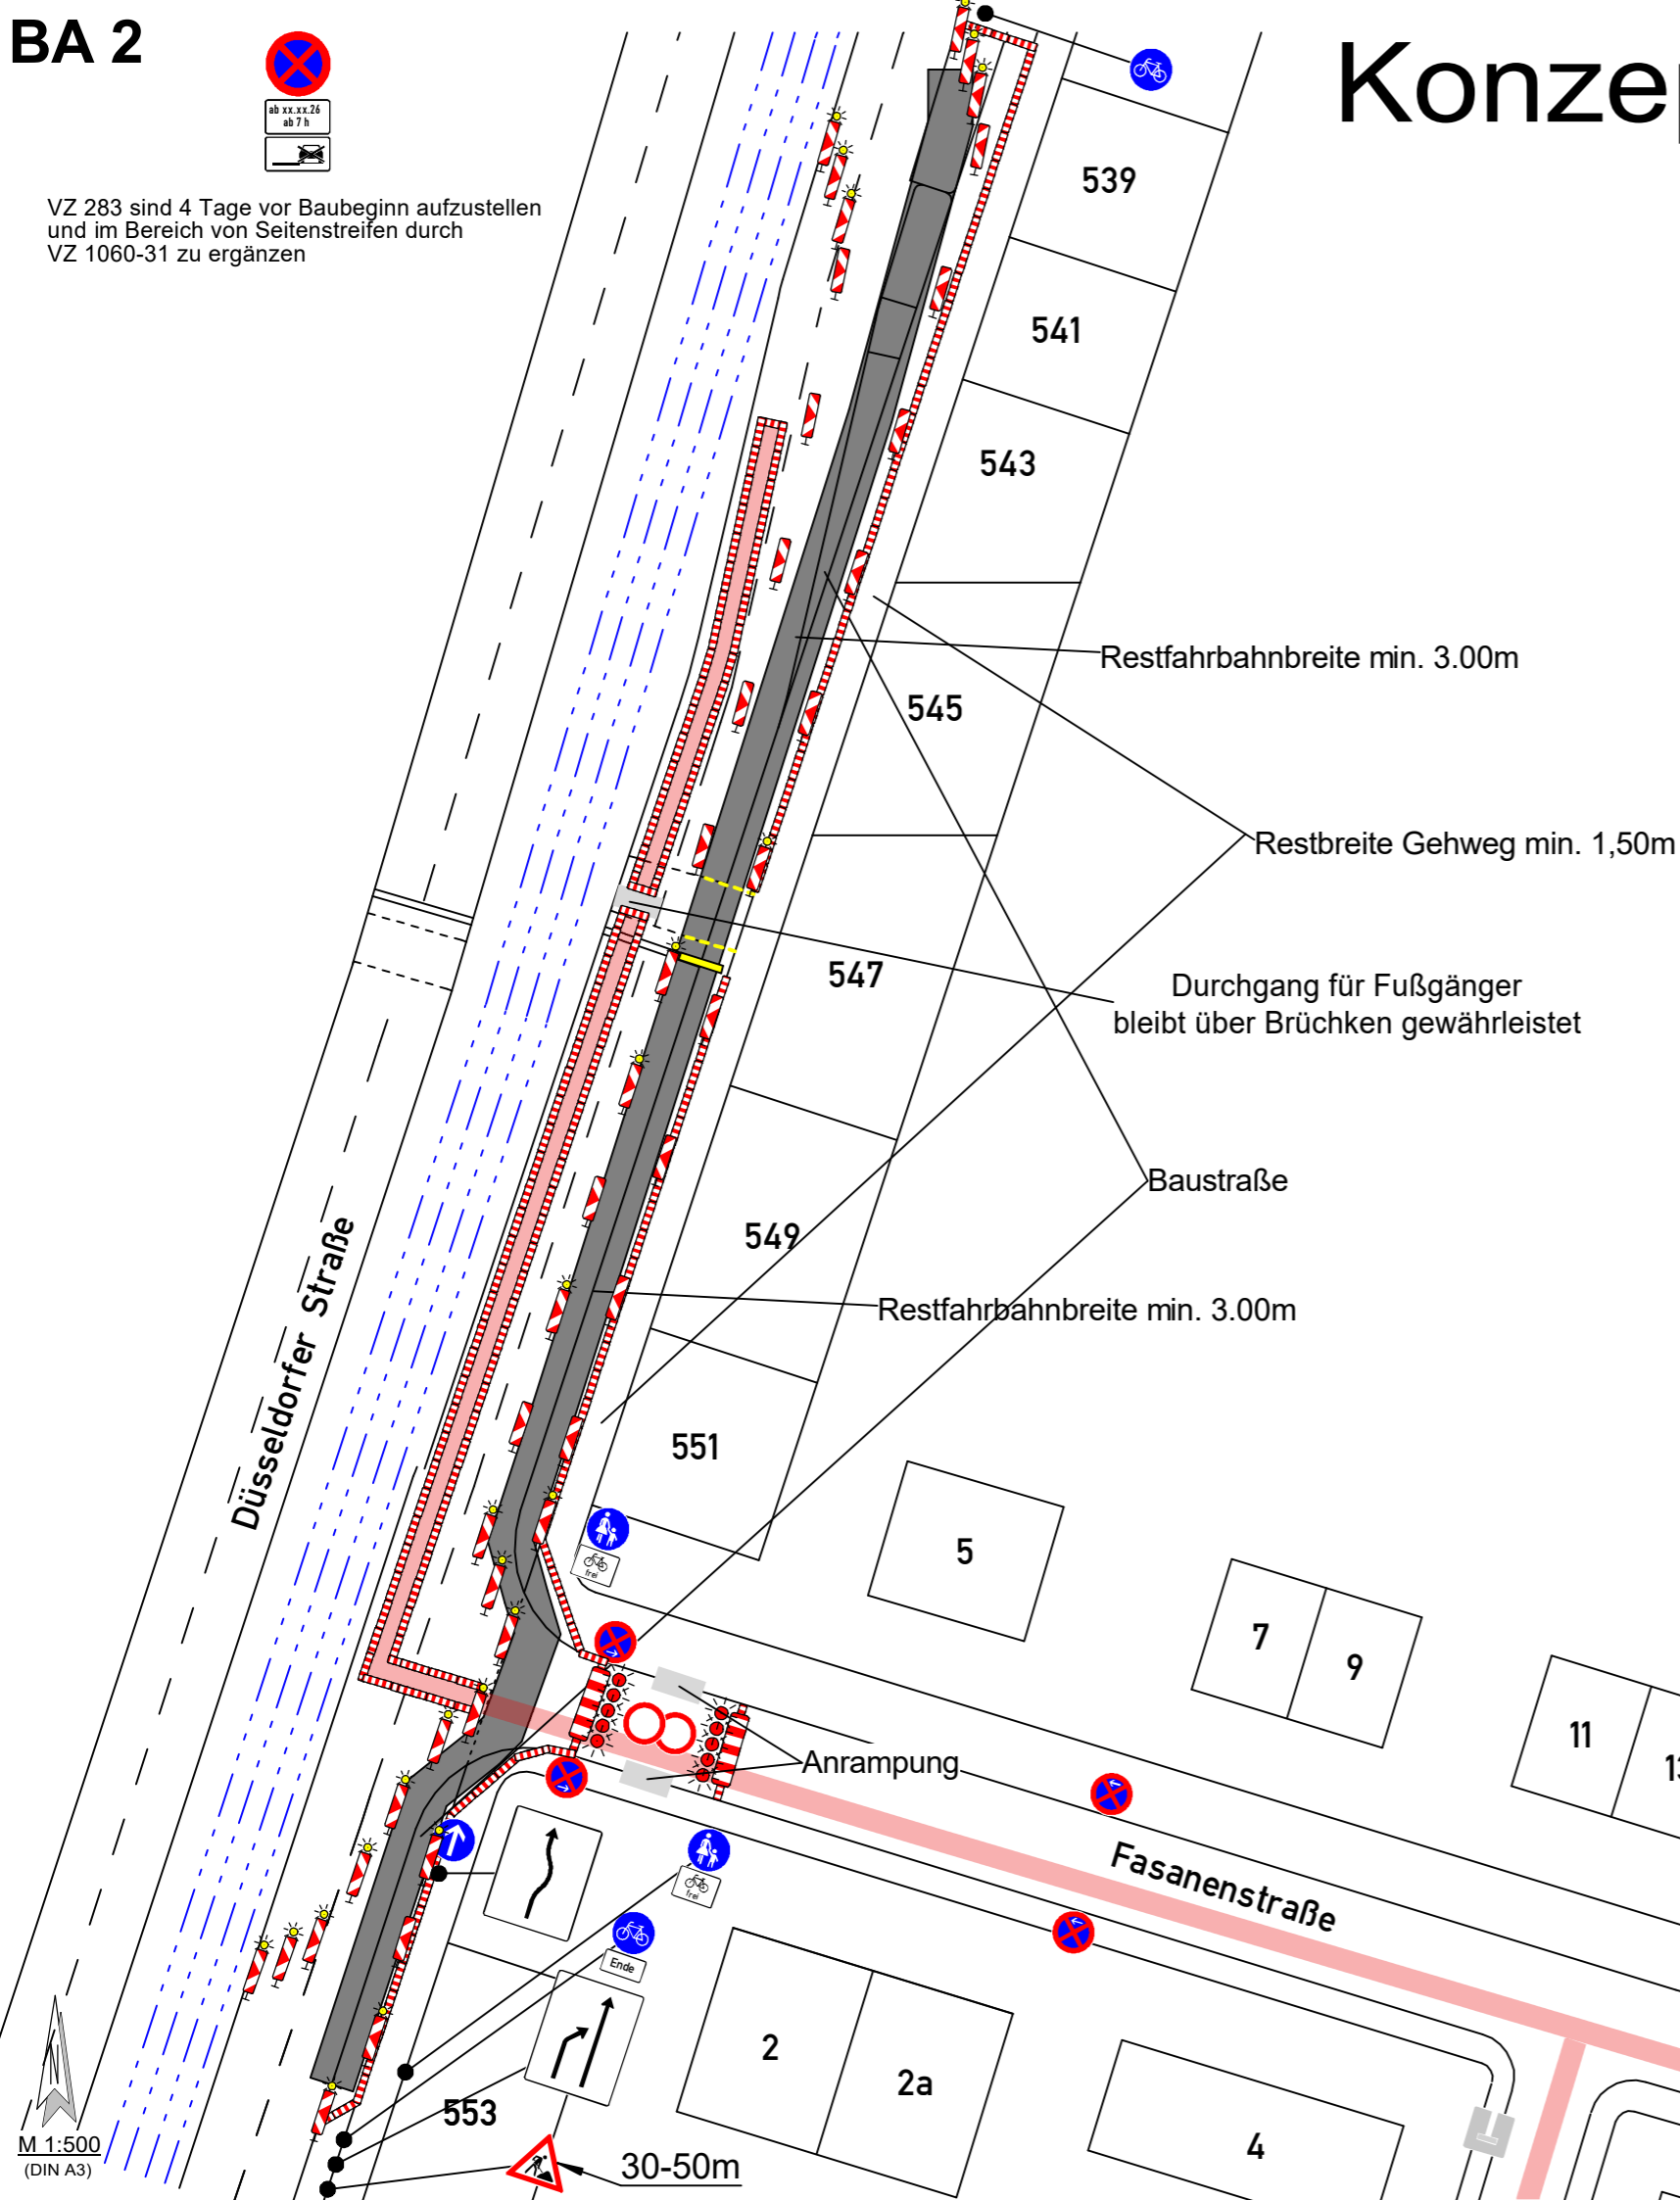 BA 2
Konze
ab xx.xx.26
ab 7 h
VZ 283 sind 4 Tage vor Baubeginn aufzustellen
und im Bereich von Seitenstreifen durch
VZ 1060-31 zu ergänzen
539
541
543
Restfahrbahnbreite min. 3.00m
545
Restbreite Gehweg min. 1,50m
547
Durchgang für Fußgänger
bleibt über Brüchken gewährleistet
Baustraße
549
Düsseldorfer Straße
Restfahrbahnbreite min. 3.00m
551
5
frei
7
9
11
Anrampung
Fasanenstraße
frei
Ende
2
2a
553
4
N
M 1:500
(DIN A3)
30-50m